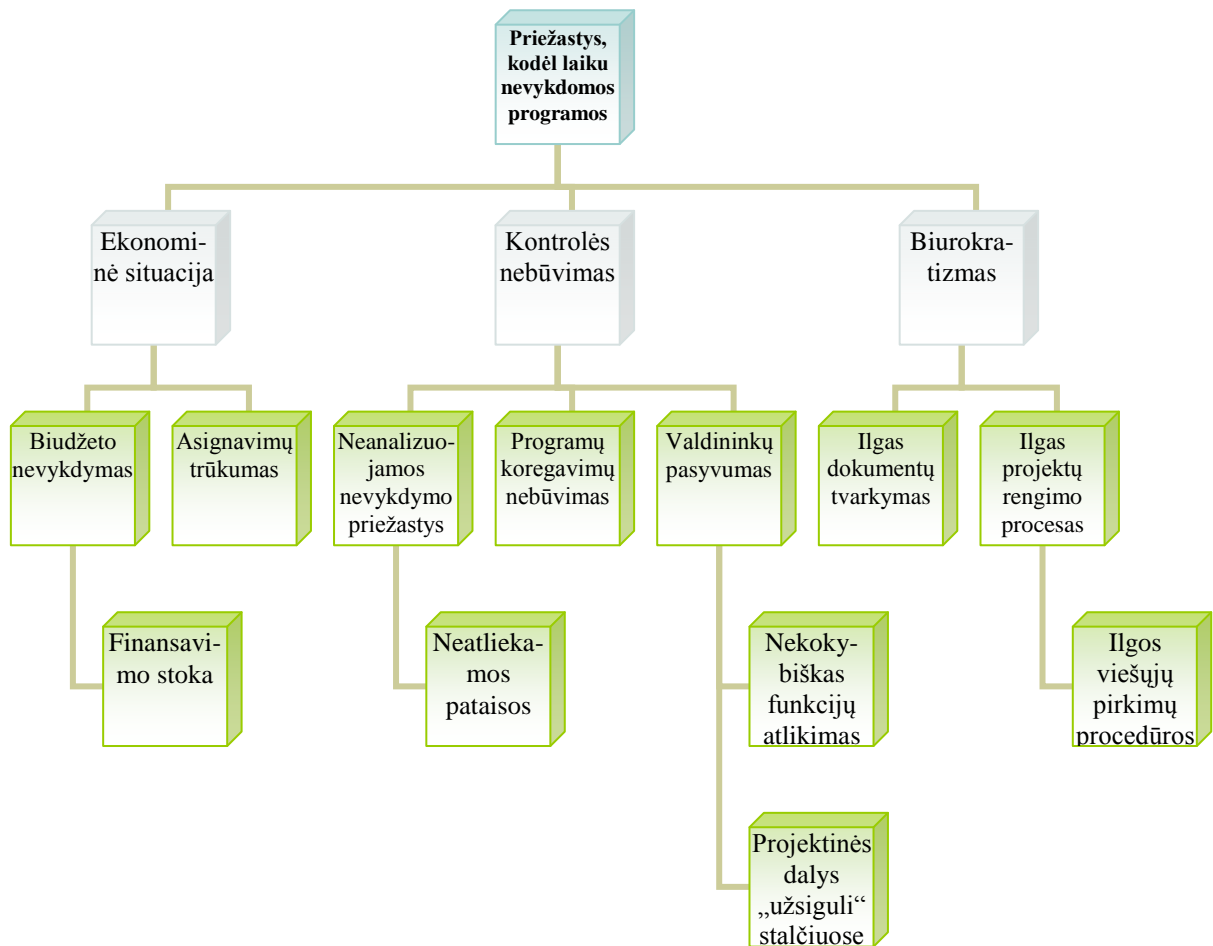 Priežastys,
kodėl laiku
nevykdomos
programos
Ekonomi-
nė situacija
Kontrolės
nebūvimas
Biurokra-
tizmas
Biudžeto
nevykdymas
Asignavimų
trūkumas
Neanalizuo-
jamos
nevykdymo
priežastys
Programų
koregavimų
nebūvimas
Valdininkų
pasyvumas
Ilgas
dokumentų
tvarkymas
Ilgas
projektų
rengimo
procesas
Finansavi-
mo stoka
Neatlieka-
mos
pataisos
Nekoky-
biškas
funkcijų
atlikimas
Ilgos
viešųjų
pirkimų
procedūros
Projektinės
dalys
„užsiguli“
stalčiuose